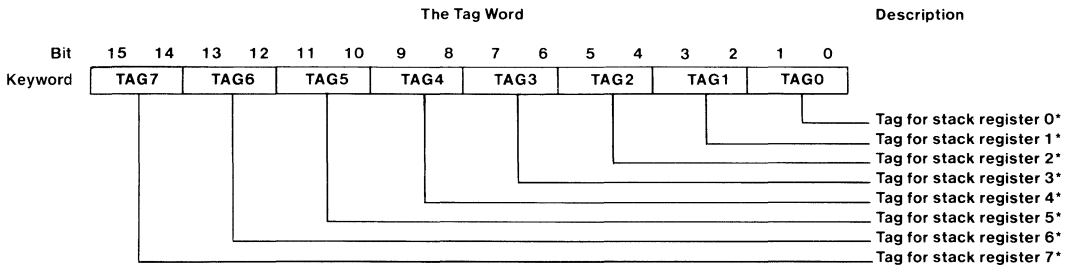 The Tag Word Description
Bit 15 14 13 12 11 10 9 8 7 6 5 4 3 2 1 0
Keyword TAG7 TAG6 TAG5 TAG4 TAG3 TAG2 TAG1 TAG0
Tag for stack register 0*
Tag for stack register 1*
Tag for stack register 2*
Tag for stack register 3*
Tag for stack register 4*
Tag for stack register 5*
Tag for stack register 6*
Tag for stack register 7*